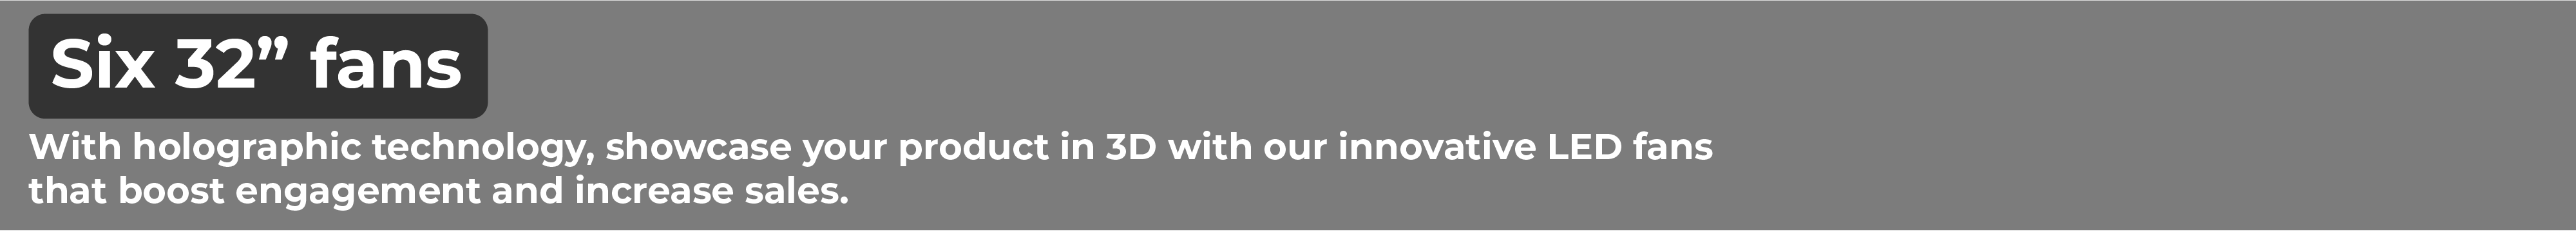 Six 32” fans
With holographic technology, showcase your product in 3D with our innovative LED fans
that boost engagement and increase sales.